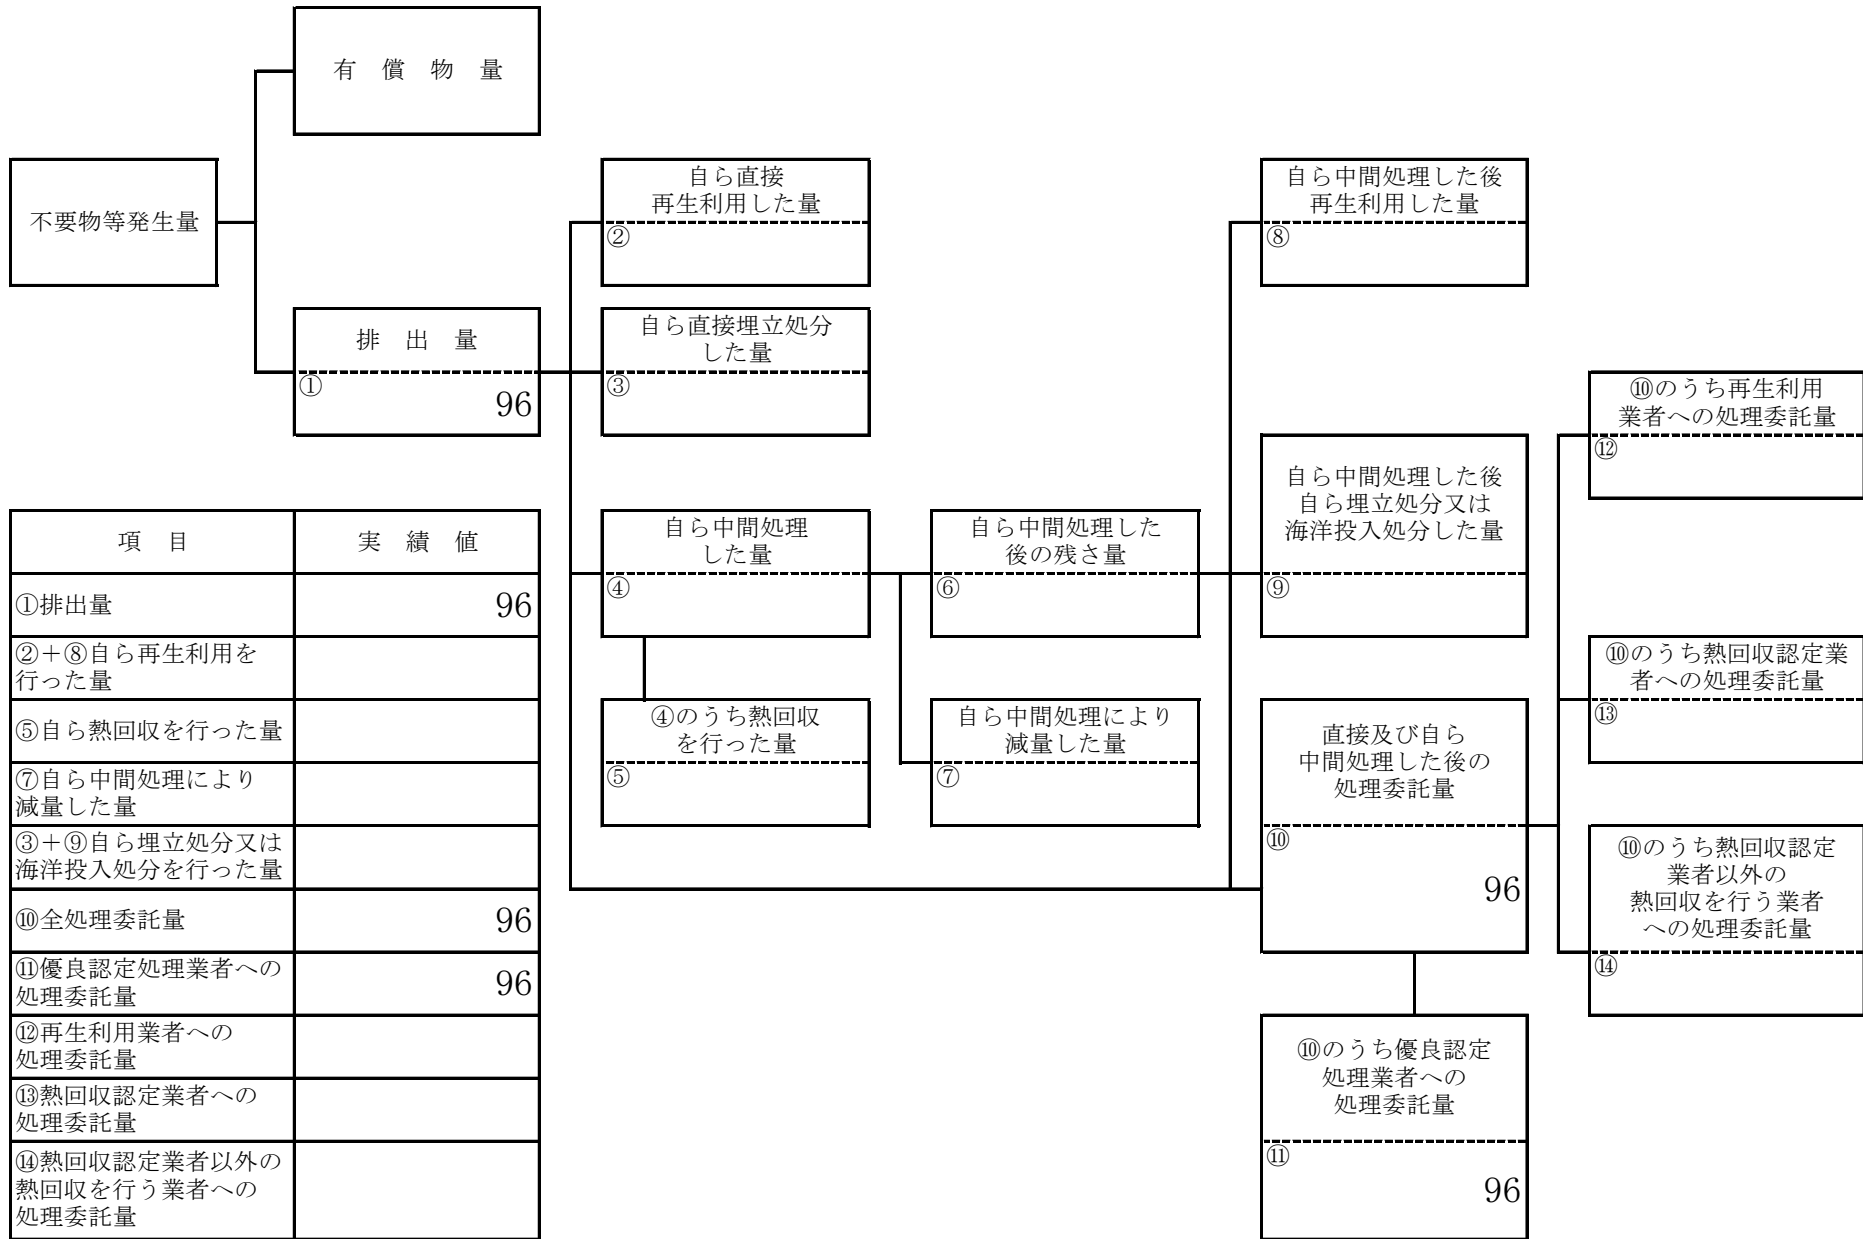 有 償 物 量
不要物等発生量
排 出 量
①
96
自ら直接
再生利用した量
②
自ら直接埋立処分
した量
③
自ら中間処理
した量
④
④のうち熱回収
を行った量
⑤
自ら中間処理した
後の残さ量
⑥
自ら中間処理により
減量した量
⑦
自ら中間処理した後
再生利用した量
⑧
自ら中間処理した後
自ら埋立処分又は
海洋投入処分した量
⑨
直接及び自ら
中間処理した後の
処理委託量
⑩
96
⑩のうち優良認定
処理業者への
処理委託量
⑪
96
⑩のうち再生利用
業者への処理委託量
⑫
⑩のうち熱回収認定業
者への処理委託量
⑬
⑩のうち熱回収認定
業者以外の
熱回収を行う業者
への処理委託量
⑭
項 目 実 績 値
①排出量 96
②＋⑧自ら再生利用を
行った量
⑤自ら熱回収を行った量
⑦自ら中間処理により
減量した量
③＋⑨自ら埋立処分又は
海洋投入処分を行った量
⑩全処理委託量 96
⑪優良認定処理業者への
処理委託量 96
⑫再生利用業者への
処理委託量
⑬熱回収認定業者への
処理委託量
⑭熱回収認定業者以外の
熱回収を行う業者への
処理委託量